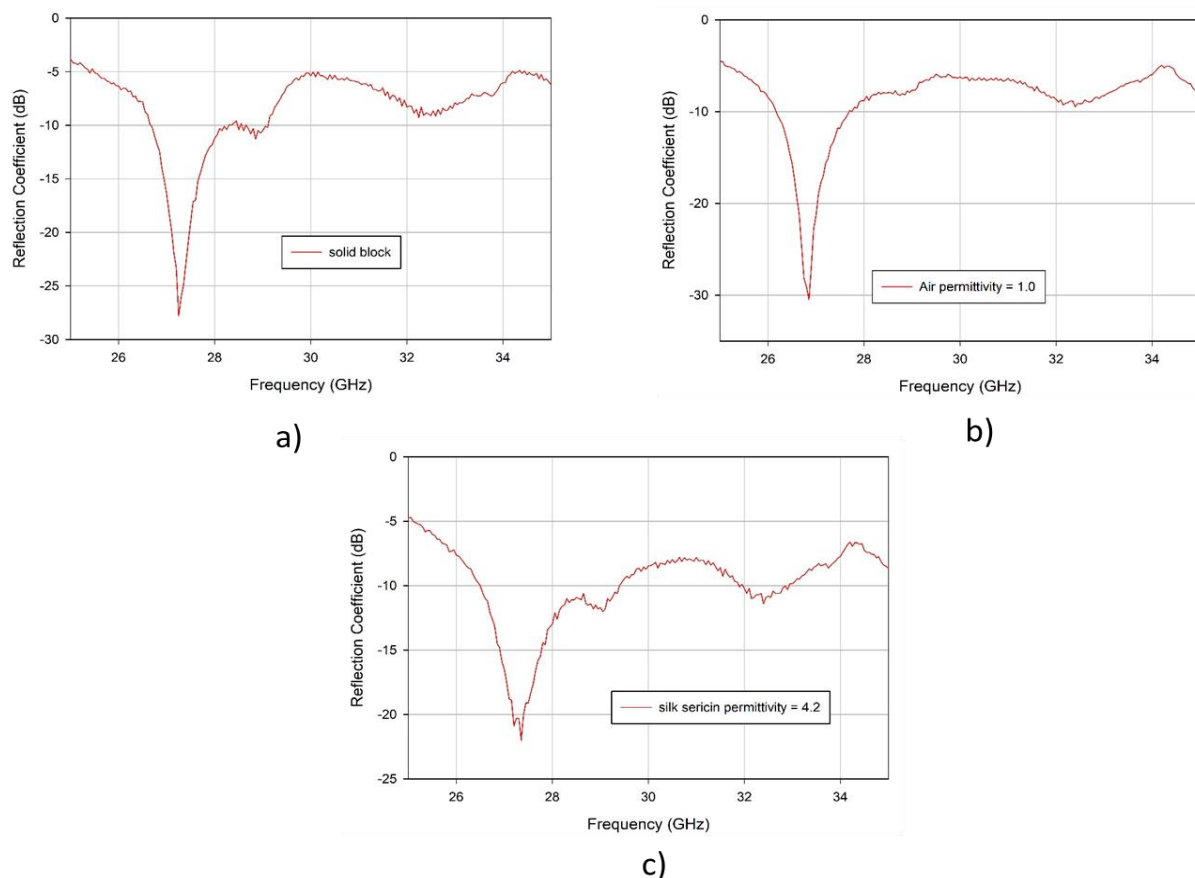 0
-5
-10
-15
-20
-25
-30
Reflection Coefficient (dB)
solid block
26 28 30 32 34
Frequency (GHz)
a)
0
-10
-20
-30
Reflection Coefficient (dB)
Air permittivity = 1.0
26 28 30 32 34
Frequency (GHz)
b)
0
-5
-10
-15
-20
-25
Reflection Coefficient (dB)
silk sericin permittivity = 4.2
26 28 30 32 34
Frequency (GHz)
c)